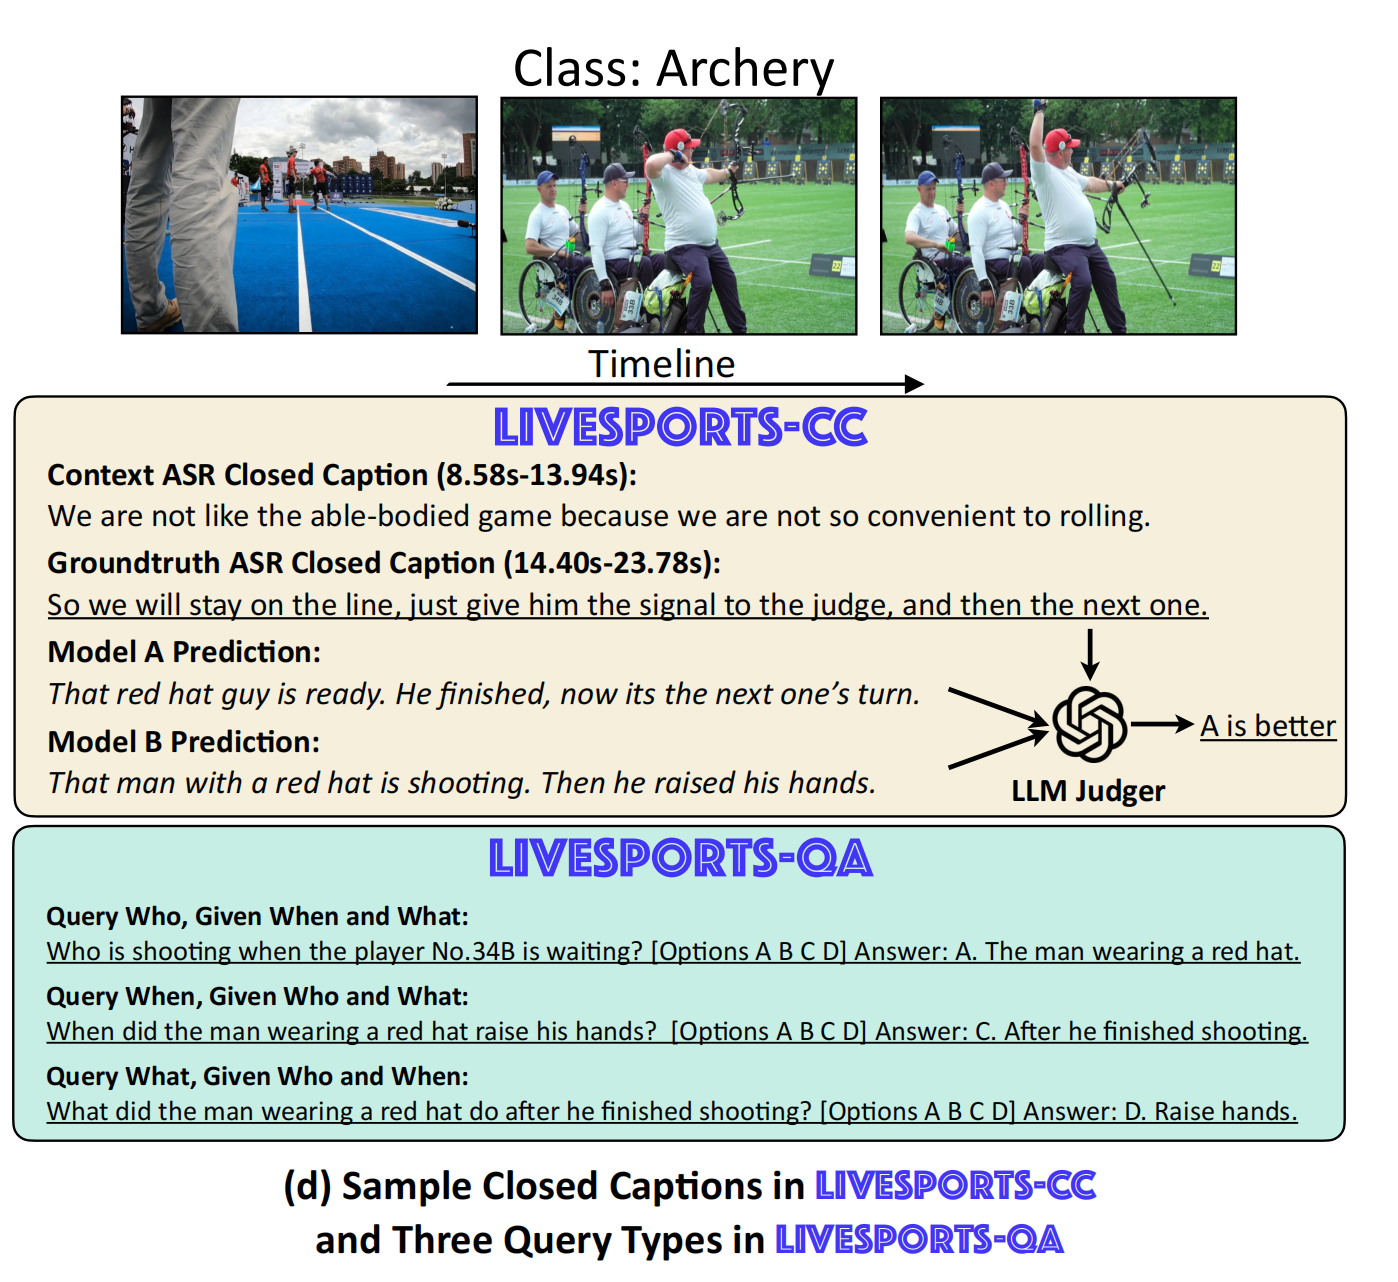 Class: Archery
34B
33B
22
22
Timeline
LIVESPORTS-CC
Context ASR Closed Caption (8.58s-13.94s):
We are not like the able-bodied game because we are not so convenient to rolling.
Groundtruth ASR Closed Caption (14.40s-23.78s):
So we will stay on the line, just give him the signal to the judge, and then the next one.
Model A Prediction:
That red hat guy is ready. He finished, now its the next one’s turn.
Model B Prediction:
That man with a red hat is shooting. Then he raised his hands.
A is better
LLM Judger
LIVESPORTS-QA
Query Who, Given When and What:
Who is shooting when the player No.34B is waiting? [Options A B C D] Answer: A. The man wearing a red hat.
Query When, Given Who and What:
When did the man wearing a red hat raise his hands?  [Options A B C D] Answer: C. After he finished shooting.
Query What, Given Who and When:
What did the man wearing a red hat do after he finished shooting? [Options A B C D] Answer: D. Raise hands.
(d) Sample Closed Captions in LIVESPORTS-CC
and Three Query Types in LIVESPORTS-QA